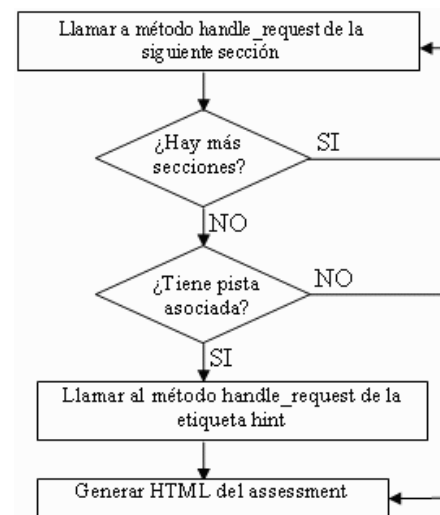 Llamar a método handle_request de la
siguiente sección
¿Hay más
secciones?
SI
NO
¿Tiene pista
asociada?
NO
SI
Llamar al método handle_request de la
etiqueta hint
Generar HTML del assessment